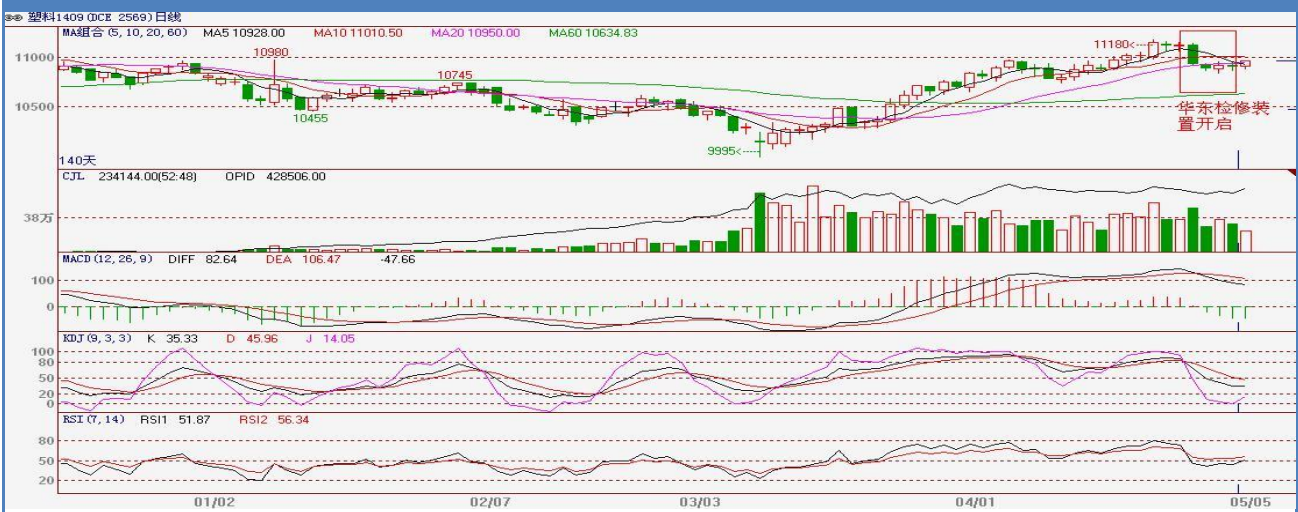 塑料1409(DCE 2569)日线
MA组合(5,10,20,60) MA5 10928.00 MA10 11010.50 MA20 10950.00 MA60 10634.83
11180<
10980
11000
10745
10500
10455
华东检修装
置开启
9995<
140天
CJL 234144.00(52:48) OPID 428506.00
38万
MACD(12,26,9) DIFF 82.64 DEA 106.47 -47.66
100
0
KDJ(9,3,3) K 35.33 D 45.96 J 14.05
100
80
50
20
0
RSI(7,14) RSI1 51.87 RSI2 56.34
80
50
20
01/02 02/07 03/03 04/01 05/05